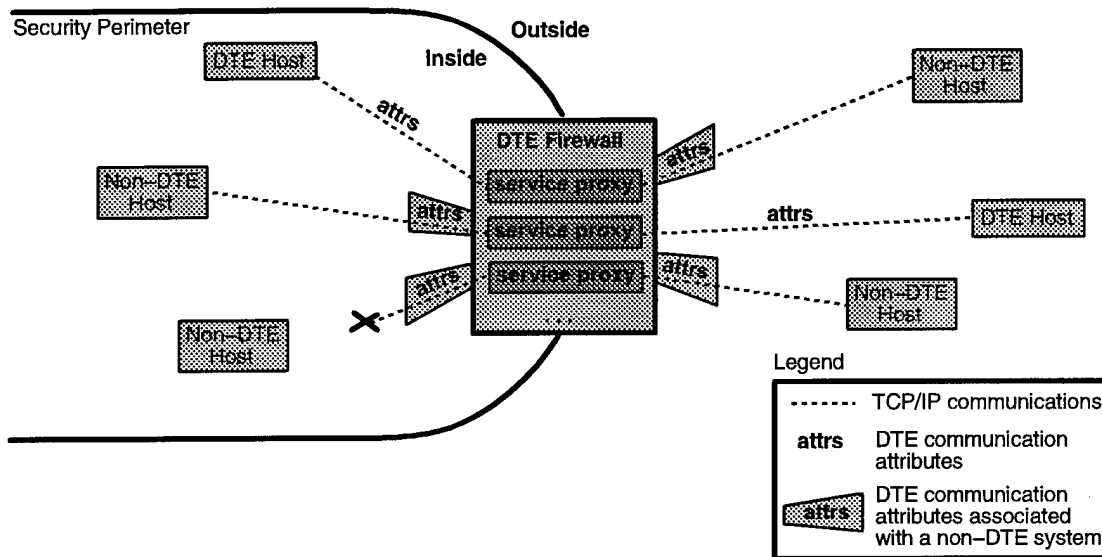 Security Perimeter
Outside
Inside
DTE Host
Non-DTE
Host
attrs
DTE Firewall
attrs
service proxy
Non-DTE
Host
attrs
service proxy
attrs
DTE Host
attrs
service proxy
attrs
Non-DTE
Host
. . .
Non-DTE
Host
Legend
TCP/IP communications
attrs
DTE communication
attributes
attrs
DTE communication
attributes associated
with a non-DTE system